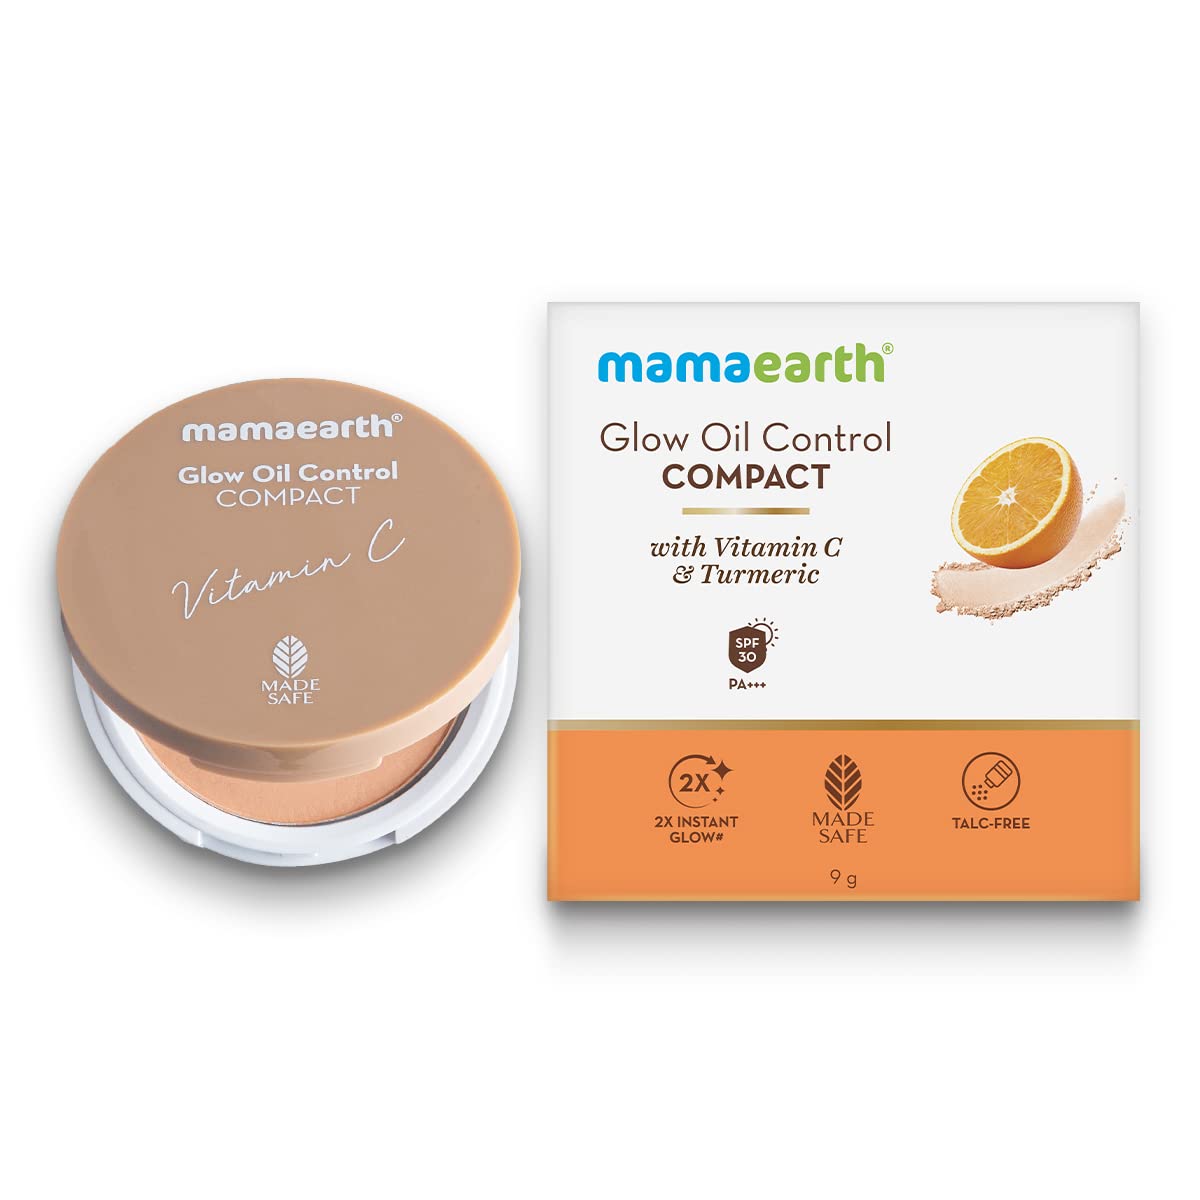 mamaearth®
Glow Oil Control
COMPACT
Vitamin C
MADE
SAFE
mamaearth®
Glow Oil Control
COMPACT
with Vitamin C
& Turmeric
SPF
30
PA+++
2X
2X INSTANT
GLOW#
MADE
SAFE
TALC-FREE
9 g